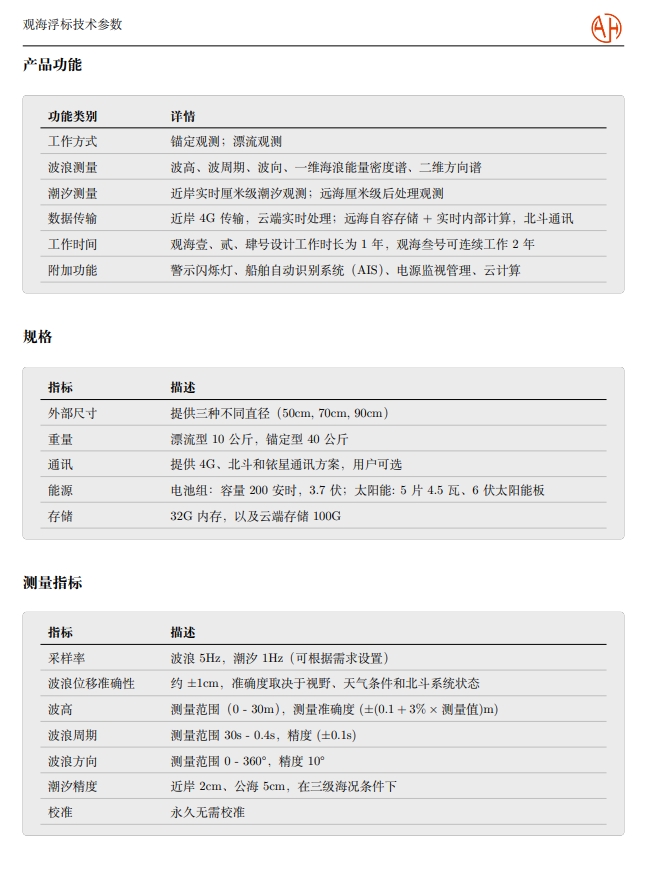 观海浮标技术参数
AH
产品功能
功能类别 详情
工作方式 锚定观测；漂流观测
波浪测量 波高、波周期、波向、一维海浪能量密度谱、二维方向谱
潮汐测量 近岸实时厘米级潮汐观测；远海厘米级后处理观测
数据传输 近岸 4G 传输，云端实时处理；远海自容存储 + 实时内部计算，北斗通讯
工作时间 观海壹、贰、肆号设计工作时长为 1 年，观海叁号可连续工作 2 年
附加功能 警示闪烁灯、船舶自动识别系统（AIS）、电源监视管理、云计算
规格
指标 描述
外部尺寸 提供三种不同直径（50cm, 70cm, 90cm）
重量 漂流型 10 公斤，锚定型 40 公斤
通讯 提供 4G、北斗和铱星通讯方案，用户可选
能源 电池组：容量 200 安时，3.7 伏；太阳能: 5 片 4.5 瓦、6 伏太阳能板
存储 32G 内存，以及云端存储 100G
测量指标
指标 描述
采样率 波浪 5Hz，潮汐 1Hz（可根据需求设置）
波浪位移准确性 约 ±1cm，准确度取决于视野、天气条件和北斗系统状态
波高 测量范围（0 - 30m），测量准确度 (±(0.1 + 3% × 测量值)m)
波浪周期 测量范围 30s - 0.4s，精度 (±0.1s)
波浪方向 测量范围 0 - 360°，精度 10°
潮汐精度 近岸 2cm、公海 5cm，在三级海况条件下
校准 永久无需校准